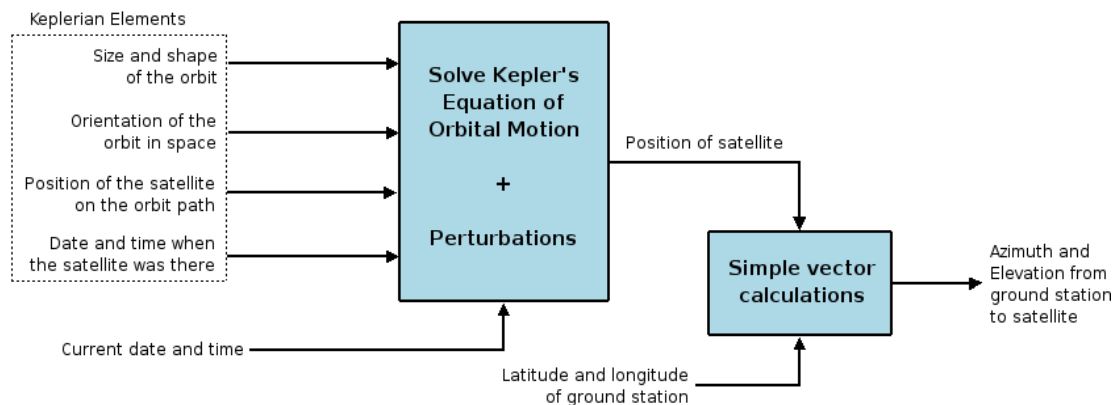 Keplerian Elements
Size and shape
of the orbit
Orientation of the
orbit in space
Position of the satellite
on the orbit path
Date and time when
the satellite was there
Current date and time
Solve Kepler's
Equation of
Orbital Motion
+
Perturbations
Position of satellite
Latitude and longitude
of ground station
Simple vector
calculations
Azimuth and
Elevation from
ground station
to satellite